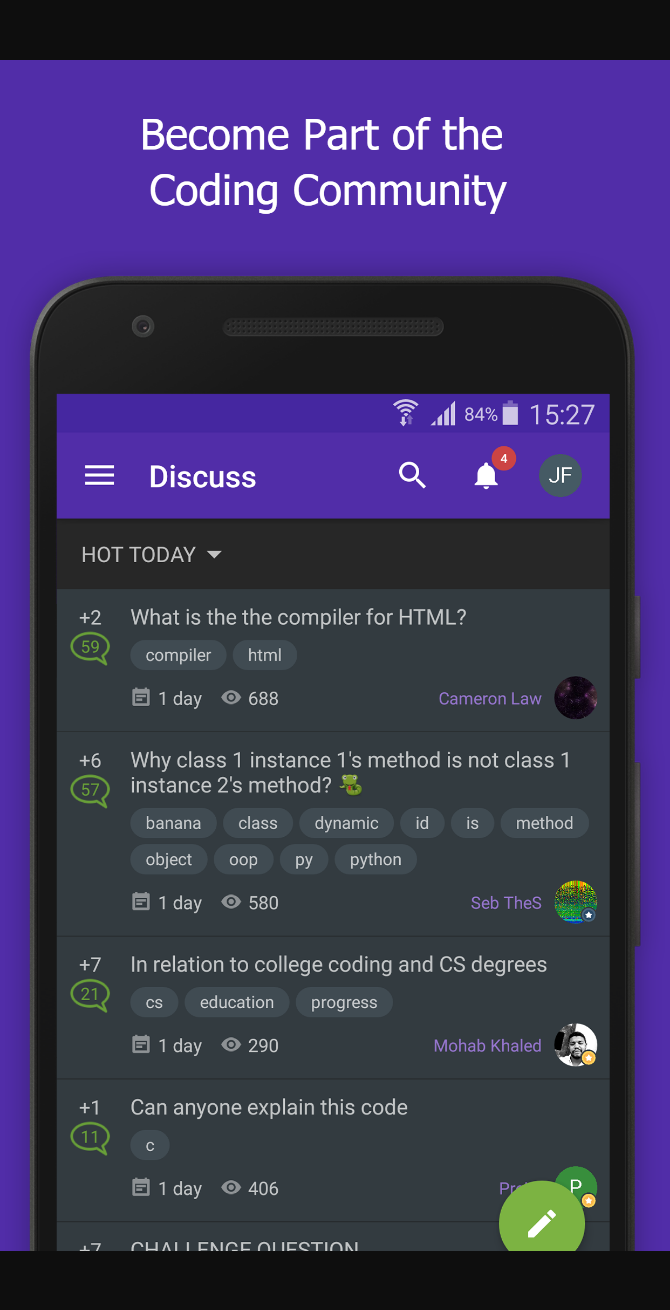 Become Part of the
Coding Community
84% 15:27
Discuss 4 JF
HOT TODAY
+2 What is the the compiler for HTML?
59 compiler html
1 day 688 Cameron Law
+6 Why class 1 instance 1's method is not class 1
57 instance 2's method? 🐍
banana class dynamic id is method
object oop py python
1 day 580 Seb TheS
+7 In relation to college coding and CS degrees
21 cs education progress
1 day 290 Mohab Khaled
+1 Can anyone explain this code
11 c
1 day 406 P
+7 CHALLENGE QUESTION